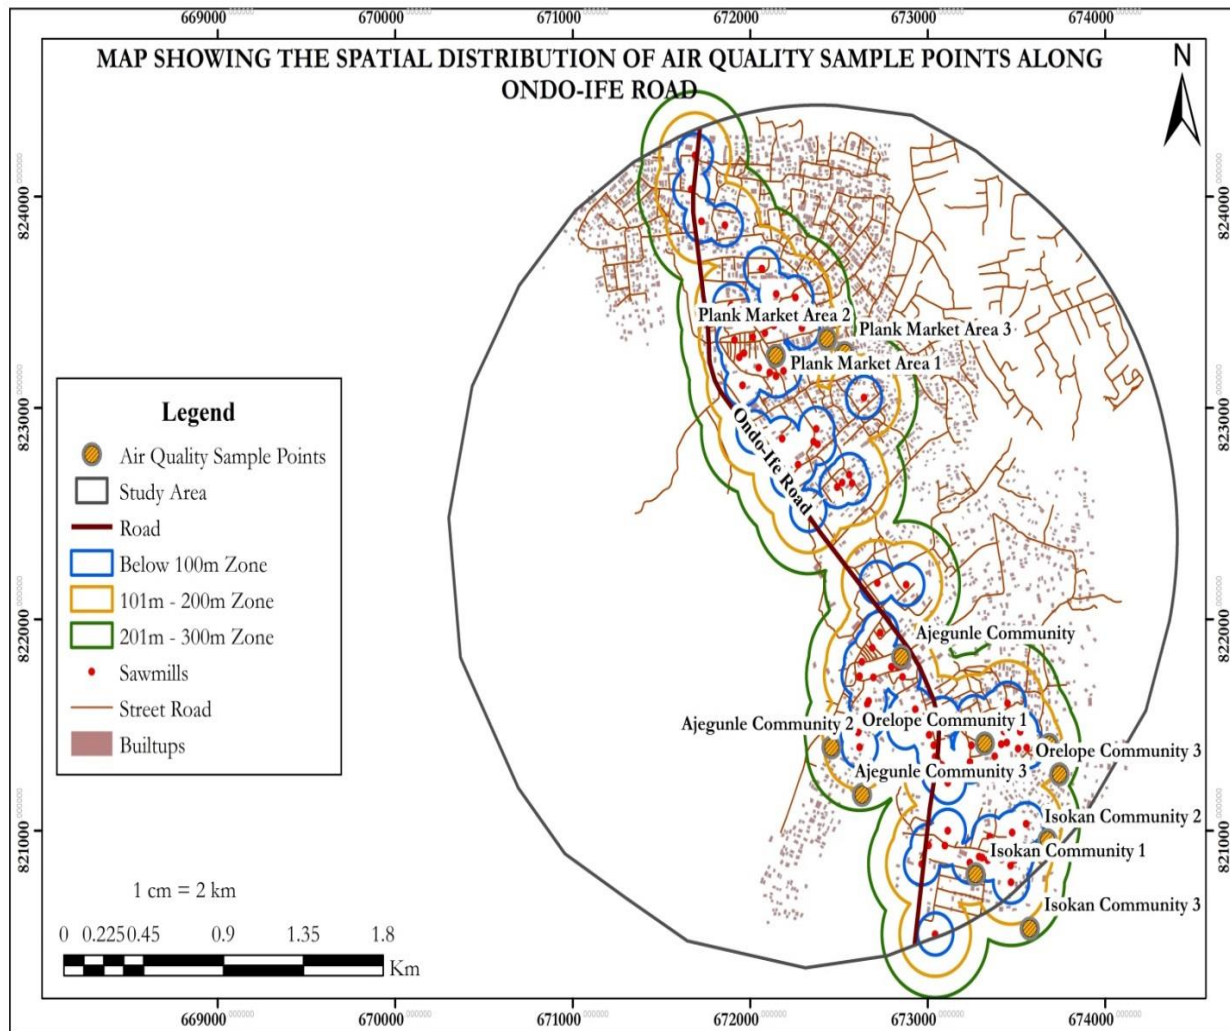 669000 670000 671000 672000 673000 674000
MAP SHOWING THE SPATIAL DISTRIBUTION OF AIR QUALITY SAMPLE POINTS ALONG
ONDO-IFE ROAD
N
824000
824000
Plank Market Area 2
Plank Market Area 3
Plank Market Area 1
823000
823000
Ondo-Ife Road
Legend
Air Quality Sample Points
Study Area
Road
Below 100m Zone
101m - 200m Zone
201m - 300m Zone
Sawmills
Street Road
Builtups
822000
822000
Ajegunle Community
Ajegunle Community 2
Orelope Community 1
Orelope Community 3
Ajegunle Community 3
821000
821000
Isokan Community 2
Isokan Community 1
Isokan Community 3
1 cm = 2 km
0 0.225 0.45 0.9 1.35 1.8
Km
669000 670000 671000 672000 673000 674000